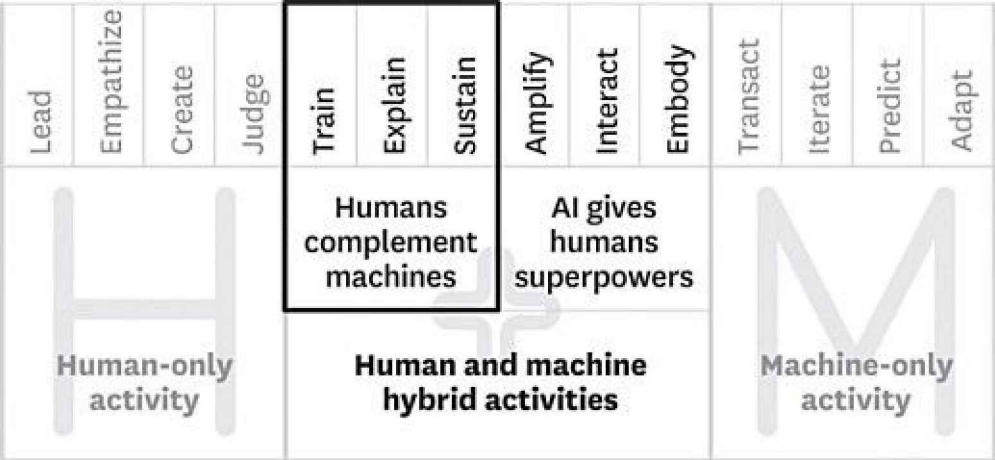 Lead
Empathize
Create
Judge
Train
Explain
Sustain
Amplify
Interact
Embody
Transact
Iterate
Predict
Adapt
Humans
complement
machines
AI gives
humans
superpowers
H
M
Human-only
activity
Human and machine
hybrid activities
Machine-only
activity